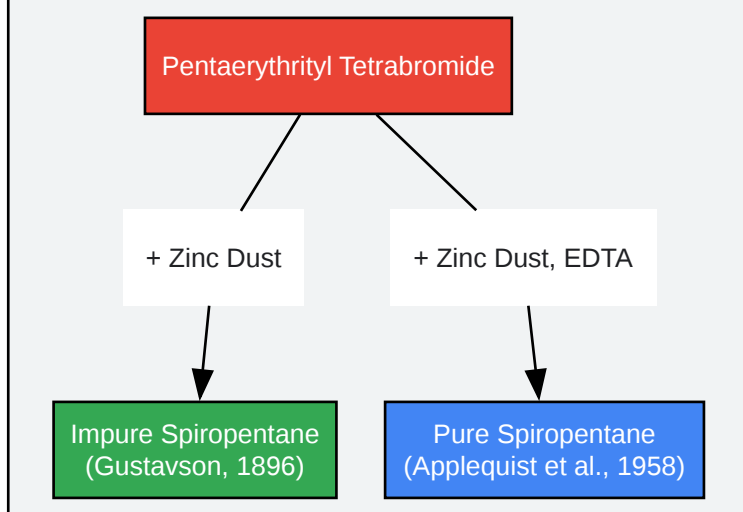 Pentaerythrityl Tetrabromide
+ Zinc Dust
+ Zinc Dust, EDTA
Impure Spiropentane
(Gustavson, 1896)
Pure Spiropentane
(Applequist et al., 1958)